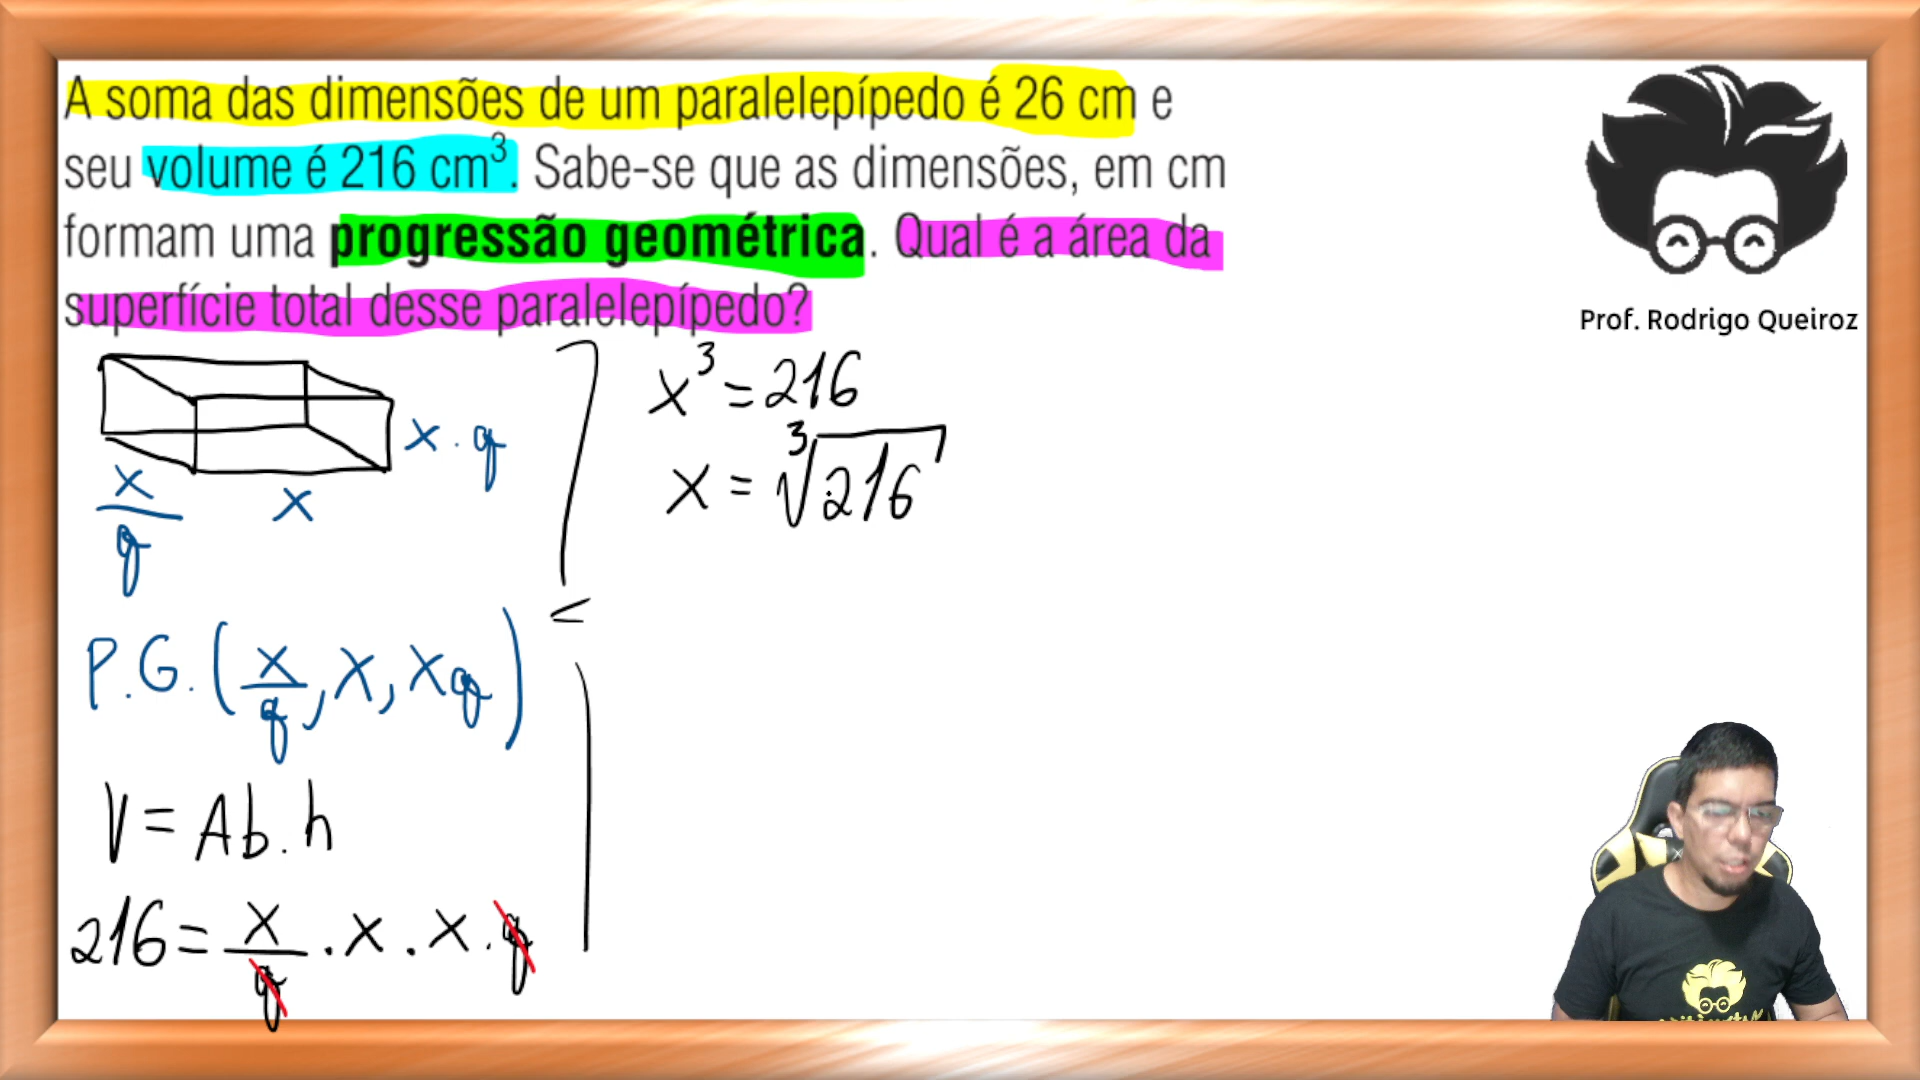 A soma das dimensões de um paralelepípedo é 26 cm e
seu volume é 216 cm³. Sabe-se que as dimensões, em cm
formam uma progressão geométrica. Qual é a área da
superfície total desse paralelepípedo?
Prof. Rodrigo Queiroz
x . q
x/q
x
P.G. (x/q, x, xq)
V = Ab . h
216 = x/q . x . x . q
x³ = 216
x = ∛216